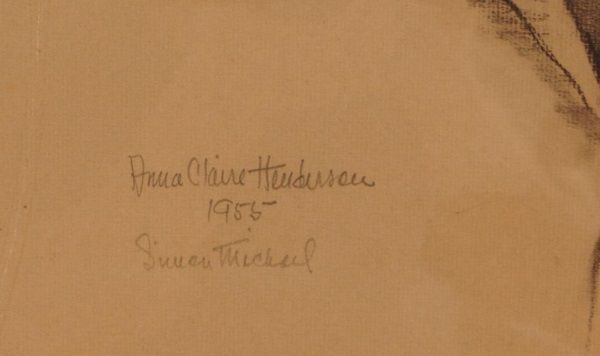 Anna Claire Henderson
1955
Simon Michael